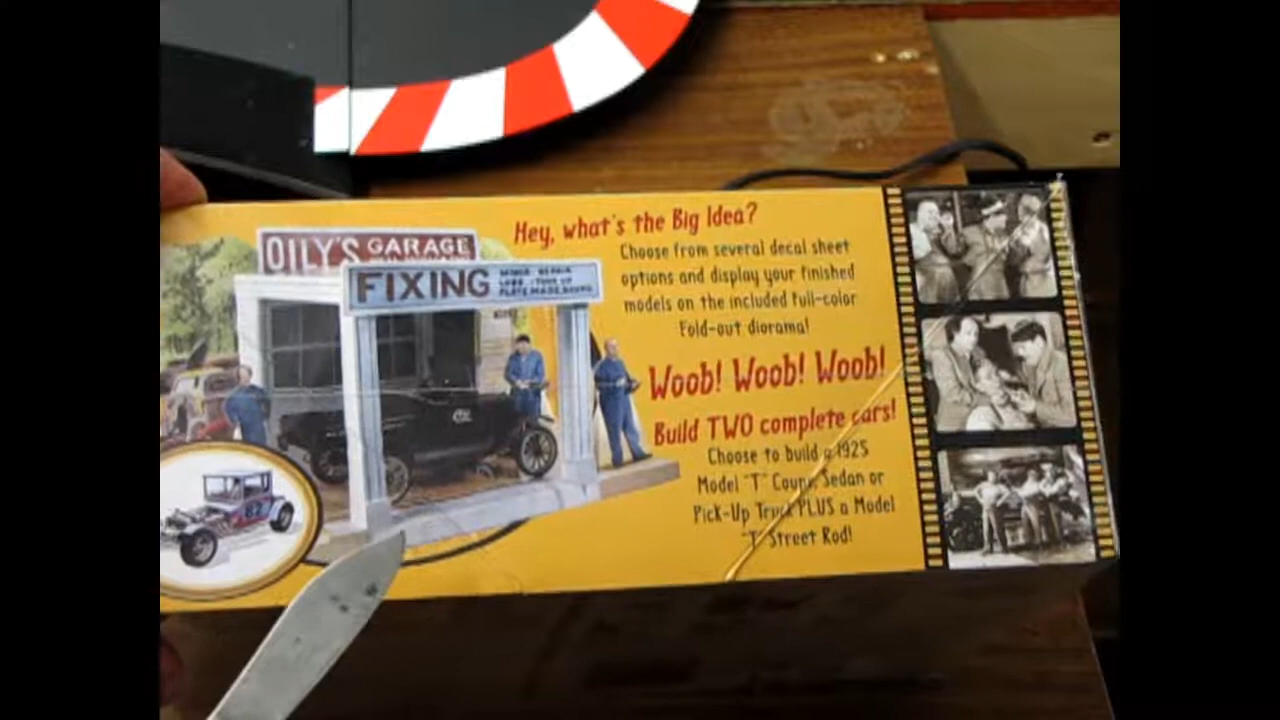 OILY'S GARAGE
FIXING
Hey, what's the Big Idea?
Choose from several decal sheet
options and display your finished
models on the included full-color
fold-out diorama!
Woob! Woob! Woob!
Build TWO complete cars!
Choose to build a 1925
Model "T" Coupe, Sedan or
Pick-Up Truck PLUS a Model
"T" Street Rod!